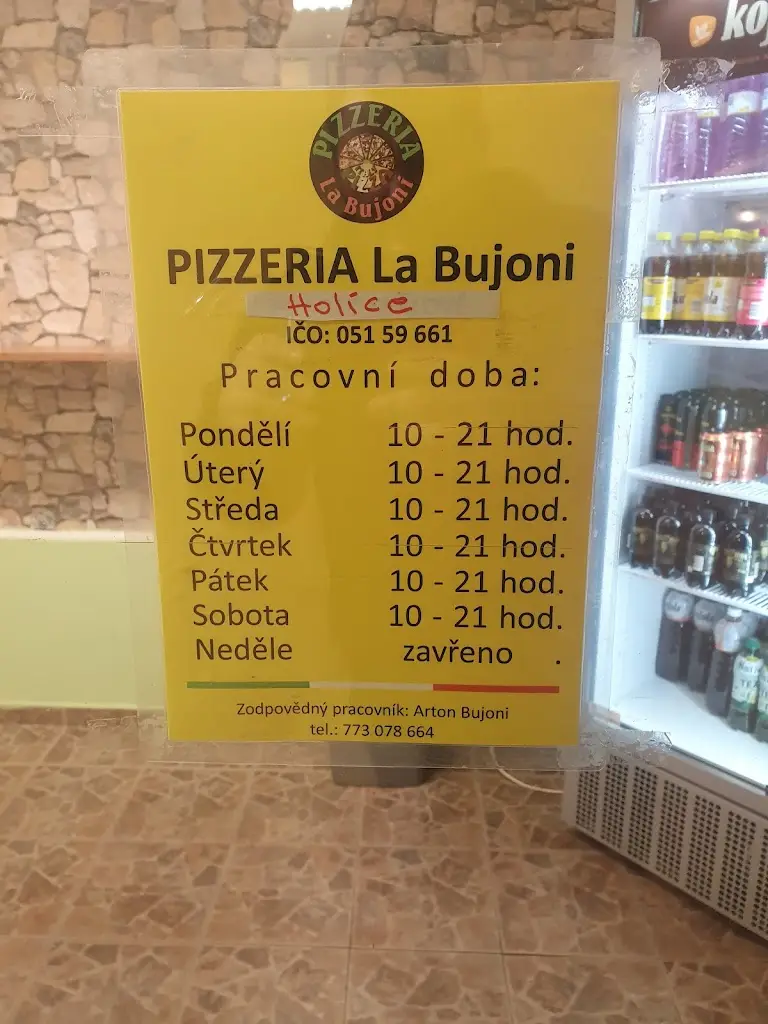 PIZZERIA
La Bujoni
PIZZERIA La Bujoni
Holice
IČO: 051 59 661
Pracovní doba:
Pondělí 10 - 21 hod.
Úterý 10 - 21 hod.
Středa 10 - 21 hod.
Čtvrtek 10 - 21 hod.
Pátek 10 - 21 hod.
Sobota 10 - 21 hod.
Neděle zavřeno .
Zodpovědný pracovník: Arton Bujoni
tel.: 773 078 664